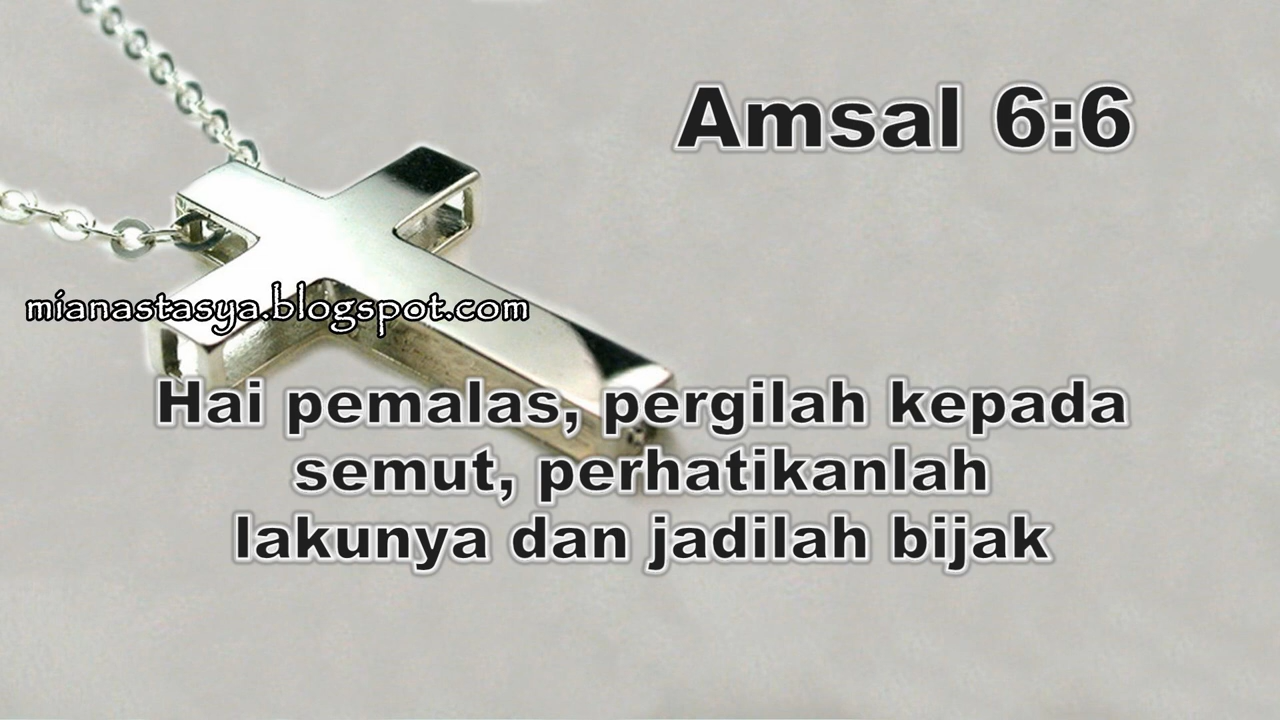 Amsal 6:6
mianastasya.blogspot.com
Hai pemalas, pergilah kepada
semut, perhatikanlah
lakunya dan jadilah bijak